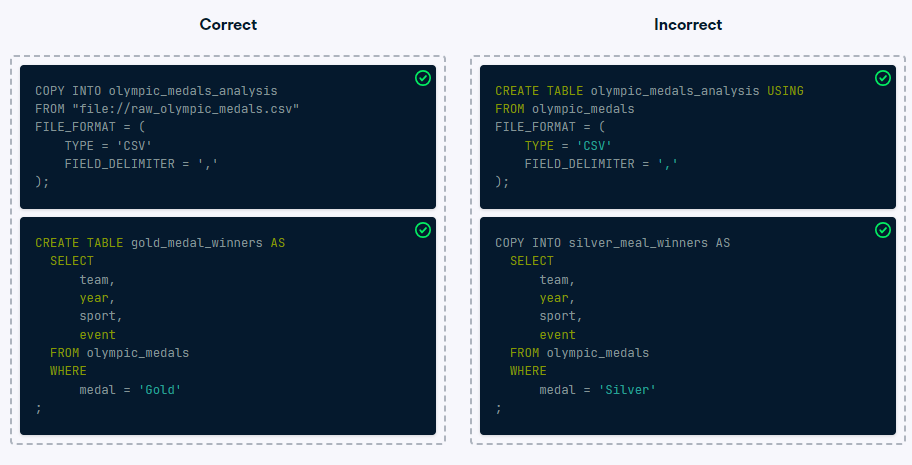 Correct
COPY INTO olympic_medals_analysis
FROM "file://raw_olympic_medals.csv"
FILE_FORMAT = (
    TYPE = 'CSV'
    FIELD_DELIMITER = ','
);
CREATE TABLE gold_medal_winners AS
  SELECT
      team,
      year,
      sport,
      event
  FROM olympic_medals
  WHERE
      medal = 'Gold'
;
Incorrect
CREATE TABLE olympic_medals_analysis USING
FROM olympic_medals
FILE_FORMAT = (
    TYPE = 'CSV'
    FIELD_DELIMITER = ','
);
COPY INTO silver_meal_winners AS
  SELECT
      team,
      year,
      sport,
      event
  FROM olympic_medals
  WHERE
      medal = 'Silver'
;